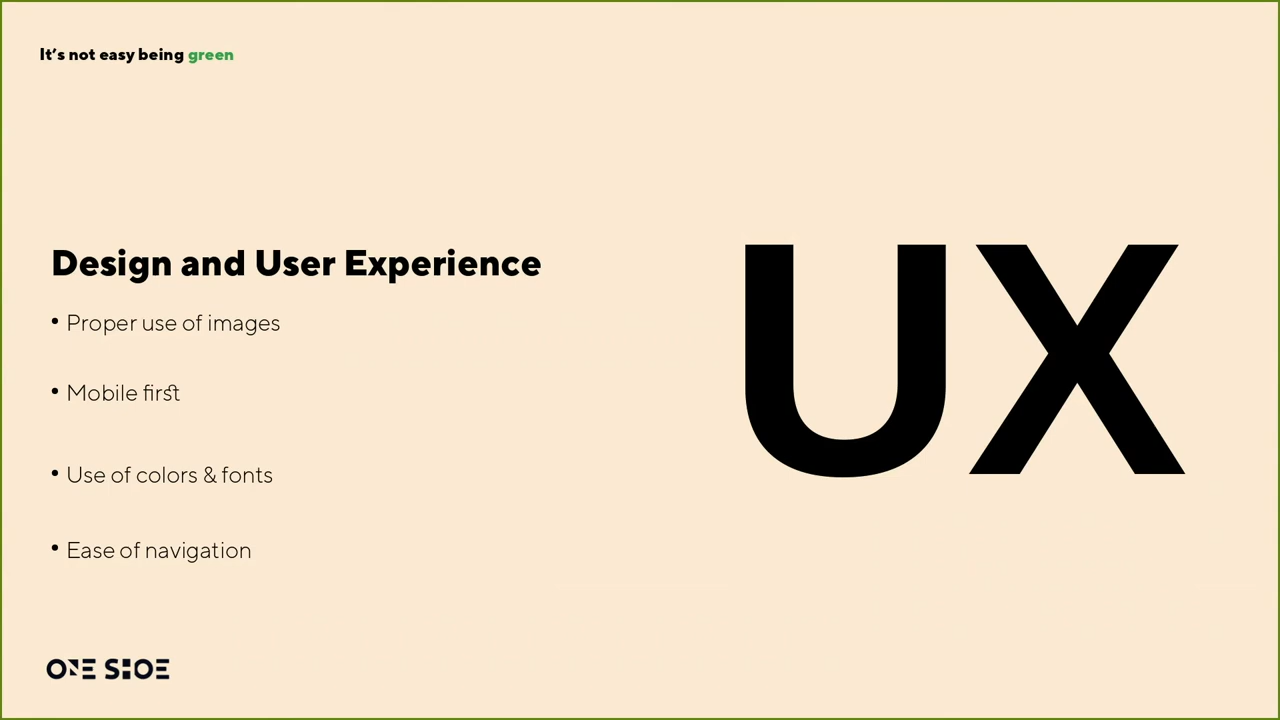 It's not easy being green
Design and User Experience
• Proper use of images
• Mobile first
• Use of colors & fonts
• Ease of navigation
UX
ONE SHOE